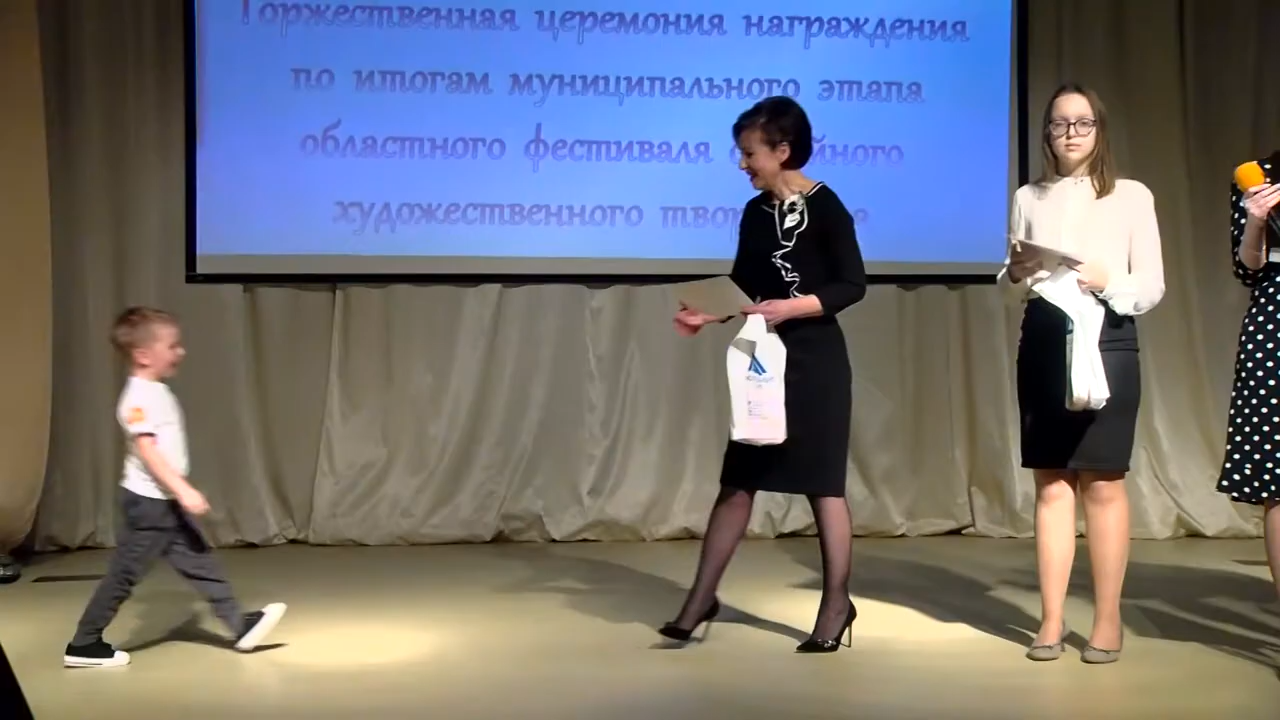 Торжественная церемония награждения
по итогам муниципального этапа
областного фестиваля
художественного